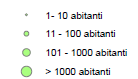 1- 10 abitanti
11 - 100 abitanti
101 - 1000 abitanti
> 1000 abitanti